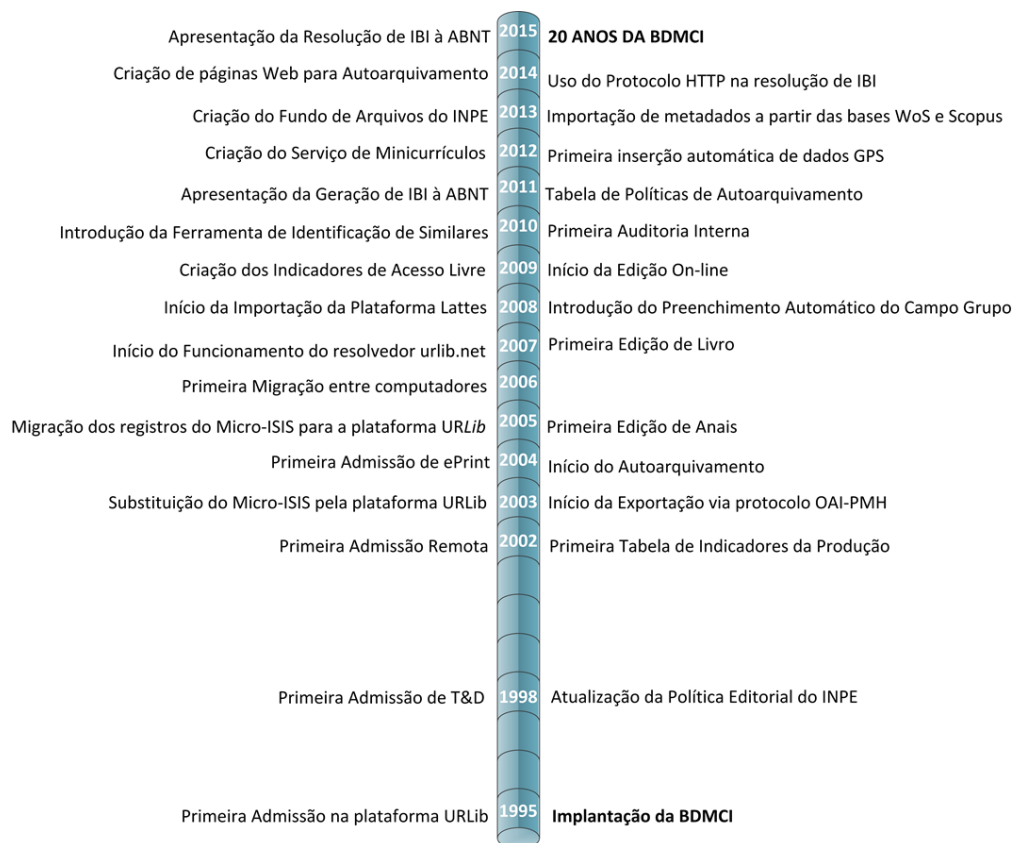 Apresentação da Resolução de IBI à ABNT 2015 20 ANOS DA BDMCI
Criação de páginas Web para Autoarquivamento 2014 Uso do Protocolo HTTP na resolução de IBI
Criação do Fundo de Arquivos do INPE 2013 Importação de metadados a partir das bases WoS e Scopus
Criação do Serviço de Minicurrículos 2012 Primeira inserção automática de dados GPS
Apresentação da Geração de IBI à ABNT 2011 Tabela de Políticas de Autoarquivamento
Introdução da Ferramenta de Identificação de Similares 2010 Primeira Auditoria Interna
Criação dos Indicadores de Acesso Livre 2009 Início da Edição On-line
Início da Importação da Plataforma Lattes 2008 Introdução do Preenchimento Automático do Campo Grupo
Início do Funcionamento do resolvedor urlib.net 2007 Primeira Edição de Livro
Primeira Migração entre computadores 2006
Migração dos registros do Micro-ISIS para a plataforma URLib 2005 Primeira Edição de Anais
Primeira Admissão de ePrint 2004 Início do Autoarquivamento
Substituição do Micro-ISIS pela plataforma URLib 2003 Início da Exportação via protocolo OAI-PMH
Primeira Admissão Remota 2002 Primeira Tabela de Indicadores da Produção
Primeira Admissão de T&D 1998 Atualização da Política Editorial do INPE
Primeira Admissão na plataforma URLib 1995 Implantação da BDMCI